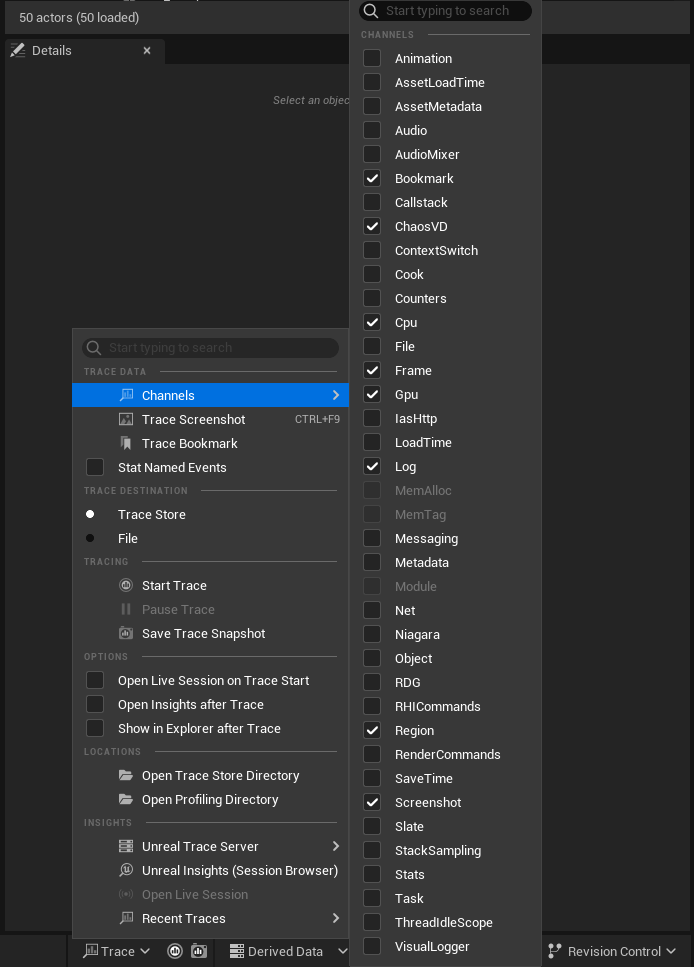 50 actors (50 loaded)
Details
Select an objec
Start typing to search
TRACE DATA
Channels
Trace Screenshot CTRL+F9
Trace Bookmark
Stat Named Events
TRACE DESTINATION
Trace Store
File
TRACING
Start Trace
Pause Trace
Save Trace Snapshot
OPTIONS
Open Live Session on Trace Start
Open Insights after Trace
Show in Explorer after Trace
LOCATIONS
Open Trace Store Directory
Open Profiling Directory
INSIGHTS
Unreal Trace Server
Unreal Insights (Session Browser)
Open Live Session
Recent Traces
Start typing to search
CHANNELS
Animation
AssetLoadTime
AssetMetadata
Audio
AudioMixer
Bookmark
Callstack
ChaosVD
ContextSwitch
Cook
Counters
Cpu
File
Frame
Gpu
IasHttp
LoadTime
Log
MemAlloc
MemTag
Messaging
Metadata
Module
Net
Niagara
Object
RDG
RHICommands
Region
RenderCommands
SaveTime
Screenshot
Slate
StackSampling
Stats
Task
ThreadIdleScope
VisualLogger
Trace
Derived Data
Revision Control